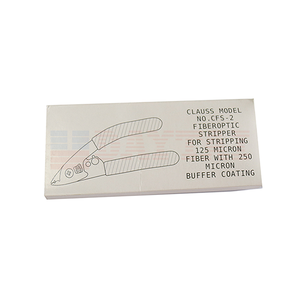 CLAUSS MODEL
NO.CFS-2
FIBEROPTIC
STRIPPER
FOR STRIPPING
125 MICRON
FIBER WITH 250
MICRON
BUFFER COATING